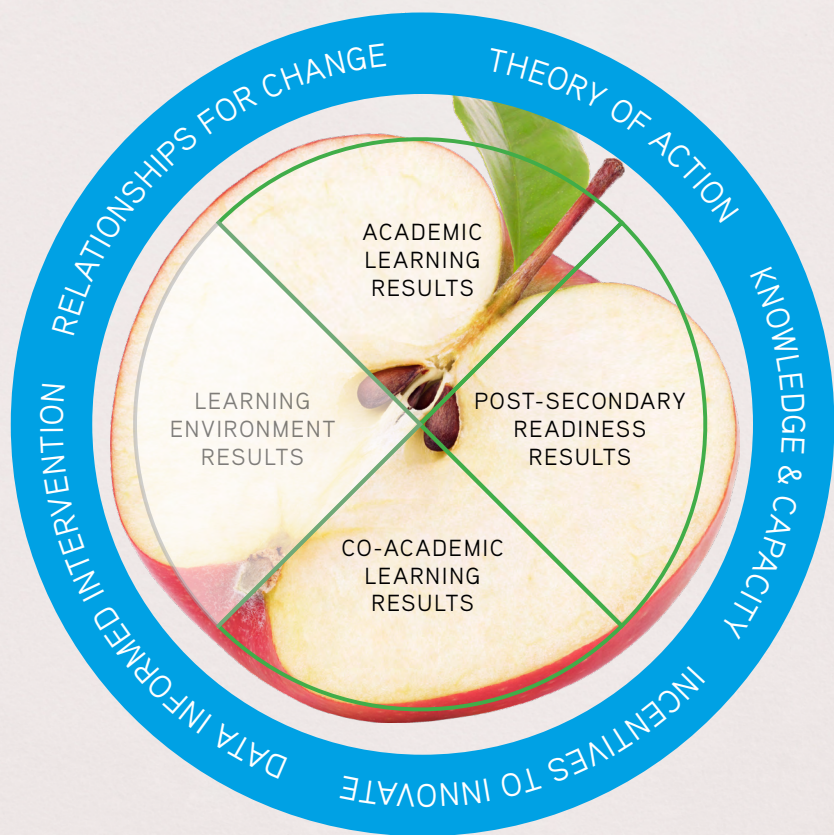 RELATIONSHIPS FOR CHANGE
THEORY OF ACTION
KNOWLEDGE & CAPACITY
INCENTIVES TO INNOVATE
DATA INFORMED INTERVENTION
ACADEMIC
LEARNING
RESULTS
LEARNING
ENVIRONMENT
RESULTS
POST-SECONDARY
READINESS
RESULTS
CO-ACADEMIC
LEARNING
RESULTS